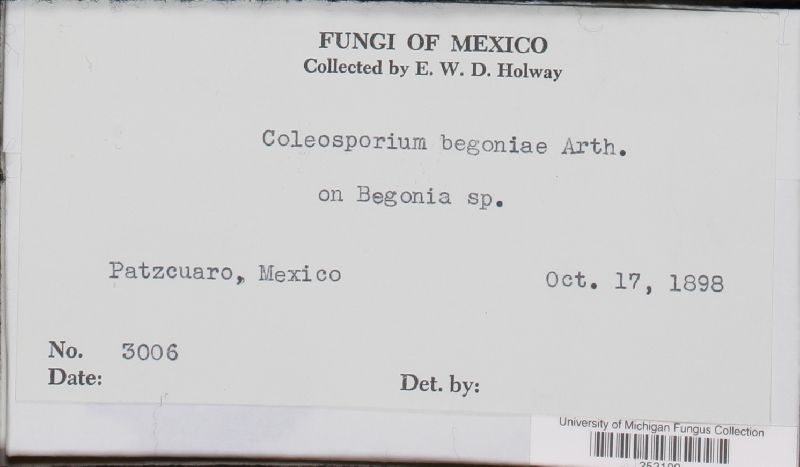 FUNGI OF MEXICO
Collected by E. W. D. Holway
Coleosporium begoniae Arth.
on Begonia sp.
Patzcuaro, Mexico
Oct. 17, 1898
No. 3006
Date:
Det. by:
University of Michigan Fungus Collection